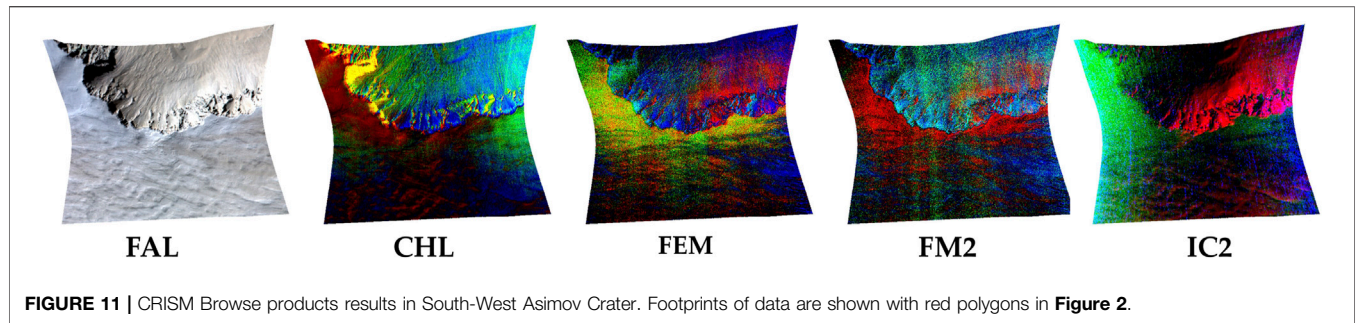 FAL CHL FEM FM2 IC2
FIGURE 11 | CRISM Browse products results in South-West Asimov Crater. Footprints of data are shown with red polygons in Figure 2.